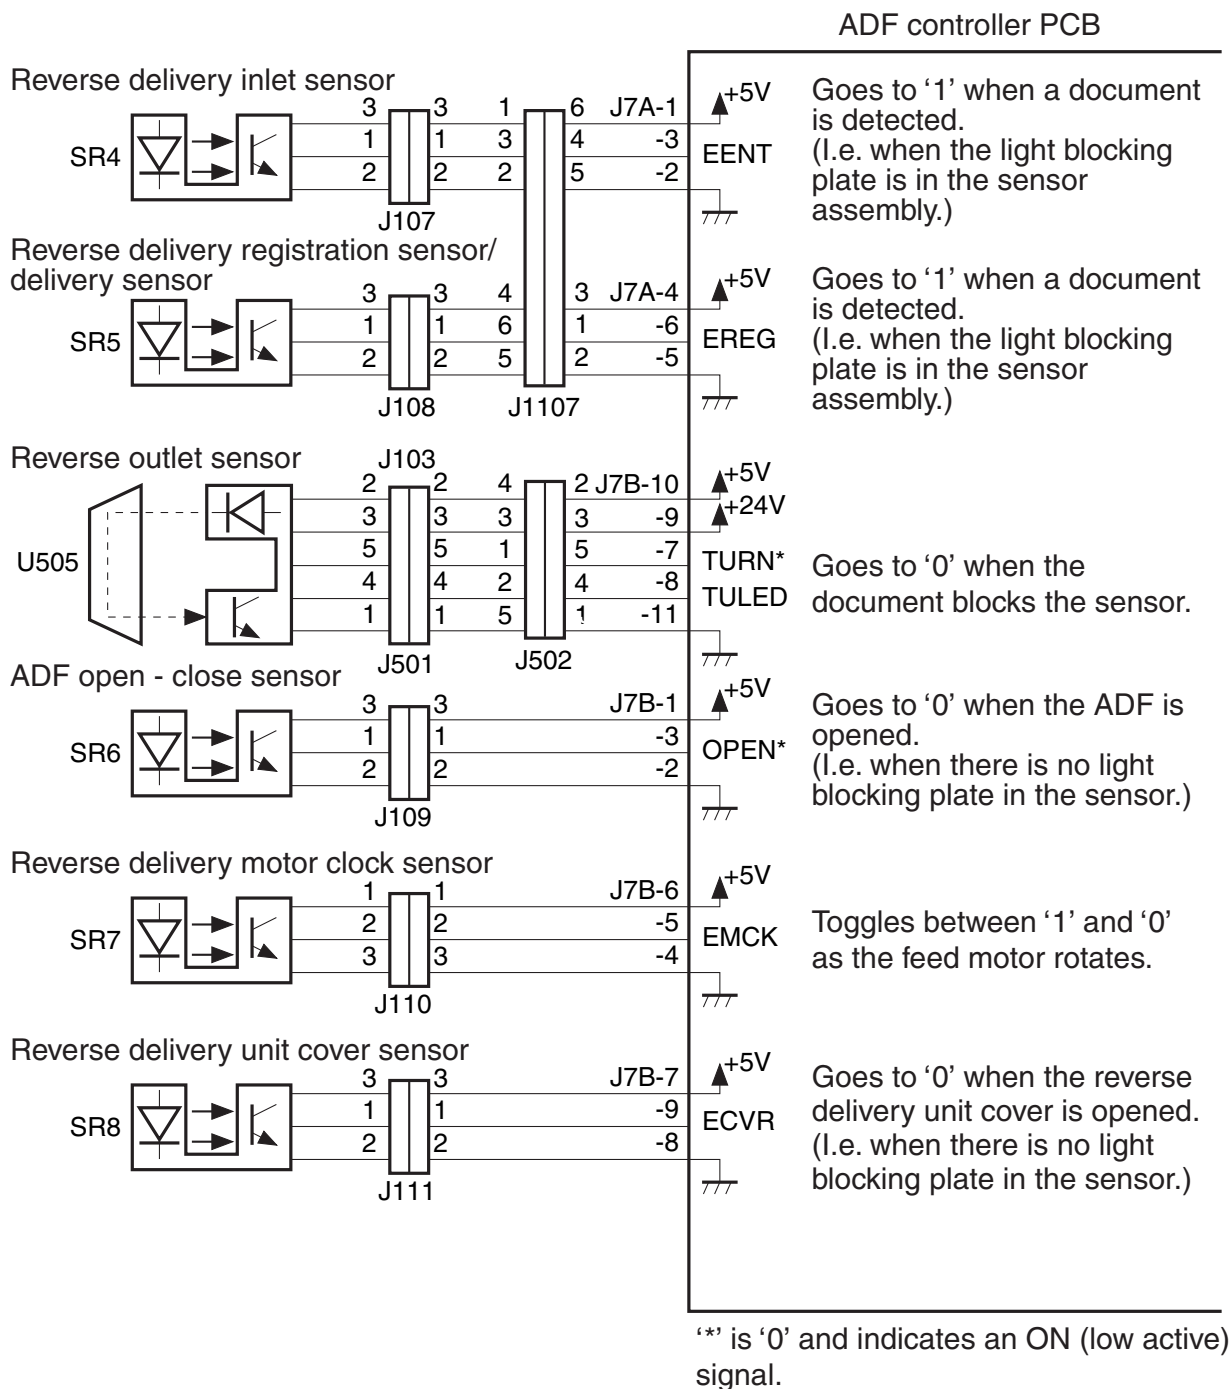 ADF controller PCB
Reverse delivery inlet sensor
SR4
3 3 1 6 J7A-1 +5V
1 1 3 4 -3 EENT
2 2 2 5 -2
J107
Goes to ‘1’ when a document
is detected.
(I.e. when the light blocking
plate is in the sensor
assembly.)
Reverse delivery registration sensor/
delivery sensor
SR5
3 3 4 3 J7A-4 +5V
1 1 6 1 -6 EREG
2 2 5 2 -5
J108 J1107
Goes to ‘1’ when a document
is detected.
(I.e. when the light blocking
plate is in the sensor
assembly.)
Reverse outlet sensor
J103
U505
2 2 4 2 J7B-10 +5V
3 3 3 3 -9 +24V
5 5 1 5 -7 TURN*
4 4 2 4 -8 TULED
1 1 5 1 -11
J501 J502
Goes to ‘0’ when the
document blocks the sensor.
ADF open - close sensor
SR6
3 3 J7B-1 +5V
1 1 -3 OPEN*
2 2 -2
J109
Goes to ‘0’ when the ADF is
opened.
(I.e. when there is no light
blocking plate in the sensor.)
Reverse delivery motor clock sensor
SR7
1 1 J7B-6 +5V
2 2 -5 EMCK
3 3 -4
J110
Toggles between ‘1’ and ‘0’
as the feed motor rotates.
Reverse delivery unit cover sensor
SR8
3 3 J7B-7 +5V
1 1 -9 ECVR
2 2 -8
J111
Goes to ‘0’ when the reverse
delivery unit cover is opened.
(I.e. when there is no light
blocking plate in the sensor.)
‘*’ is ‘0’ and indicates an ON (low active)
signal.